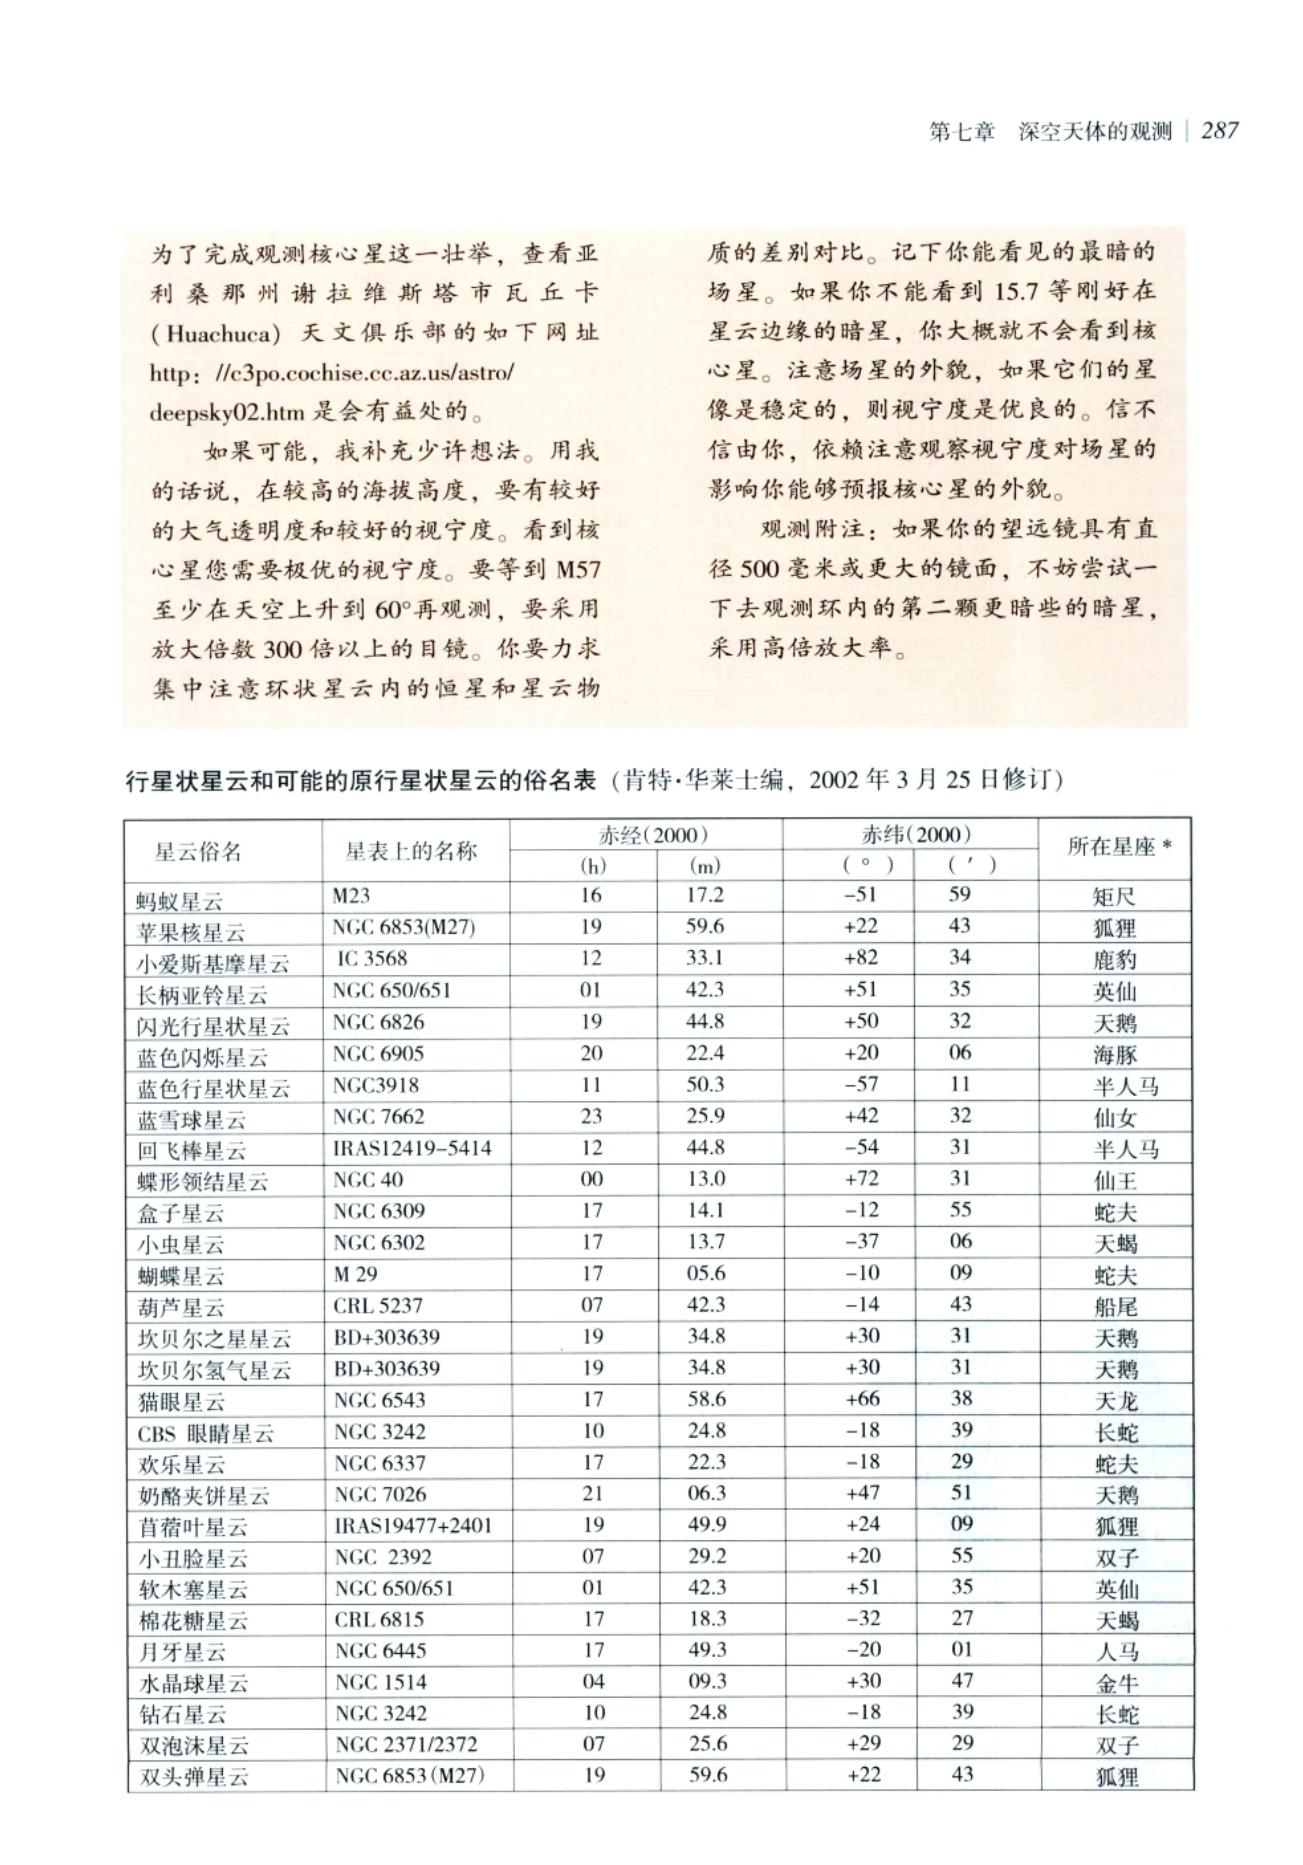 第七章 深空天体的观测 | 287
为了完成观测核心星这一壮举，查看亚
利桑那州谢拉维斯塔市瓦丘卡
(Huachuca) 天文俱乐部的如下网址
http：//c3po.cochise.cc.az.us/astro/
deepsky02.htm 是会有益处的。
如果可能，我补充少许想法。用我
的话说，在较高的海拔高度，要有较好
的大气透明度和较好的视宁度。看到核
心星您需要极优的视宁度。要等到 M57
至少在天空上升到 60°再观测，要采用
放大倍数 300 倍以上的目镜。你要力求
集中注意环状星云内的恒星和星云物
质的差别对比。记下你能看见的最暗的
场星。如果你不能看到 15.7 等刚好在
星云边缘的暗星，你大概就不会看到核
心星。注意场星的外貌，如果它们的星
像是稳定的，则视宁度是优良的。信不
信由你，依赖注意观察视宁度对场星的
影响你能够预报核心星的外貌。
观测附注：如果你的望远镜具有直
径 500 毫米或更大的镜面，不妨尝试一
下去观测环内的第二颗更暗些的暗星，
采用高倍放大率。
行星状星云和可能的原行星状星云的俗名表 (肯特·华莱士编，2002 年 3 月 25 日修订)
星云俗名 星表上的名称 赤经(2000) 赤纬(2000) 所在星座 *
(h) (m) (°) (′)
蚂蚁星云 M23 16 17.2 −51 59 矩尺
苹果核星云 NGC 6853(M27) 19 59.6 +22 43 狐狸
小爱斯基摩星云 IC 3568 12 33.1 +82 34 鹿豹
长柄亚铃星云 NGC 650/651 01 42.3 +51 35 英仙
闪光行星状星云 NGC 6826 19 44.8 +50 32 天鹅
蓝色闪烁星云 NGC 6905 20 22.4 +20 06 海豚
蓝色行星状星云 NGC3918 11 50.3 −57 11 半人马
蓝雪球星云 NGC 7662 23 25.9 +42 32 仙女
回飞棒星云 IRAS12419−5414 12 44.8 −54 31 半人马
蝶形领结星云 NGC 40 00 13.0 +72 31 仙王
盒子星云 NGC 6309 17 14.1 −12 55 蛇夫
小虫星云 NGC 6302 17 13.7 −37 06 天蝎
蝴蝶星云 M 29 17 05.6 −10 09 蛇夫
葫芦星云 CRL 5237 07 42.3 −14 43 船尾
坎贝尔之星星云 BD+303639 19 34.8 +30 31 天鹅
坎贝尔氢气星云 BD+303639 19 34.8 +30 31 天鹅
猫眼星云 NGC 6543 17 58.6 +66 38 天龙
CBS 眼睛星云 NGC 3242 10 24.8 −18 39 长蛇
欢乐星云 NGC 6337 17 22.3 −18 29 蛇夫
奶酪夹饼星云 NGC 7026 21 06.3 +47 51 天鹅
苜蓿叶星云 IRAS19477+2401 19 49.9 +24 09 狐狸
小丑脸星云 NGC 2392 07 29.2 +20 55 双子
软木塞星云 NGC 650/651 01 42.3 +51 35 英仙
棉花糖星云 CRL 6815 17 18.3 −32 27 天蝎
月牙星云 NGC 6445 17 49.3 −20 01 人马
水晶球星云 NGC 1514 04 09.3 +30 47 金牛
钻石星云 NGC 3242 10 24.8 −18 39 长蛇
双泡沫星云 NGC 2371/2372 07 25.6 +29 29 双子
双头弹星云 NGC 6853 (M27) 19 59.6 +22 43 狐狸